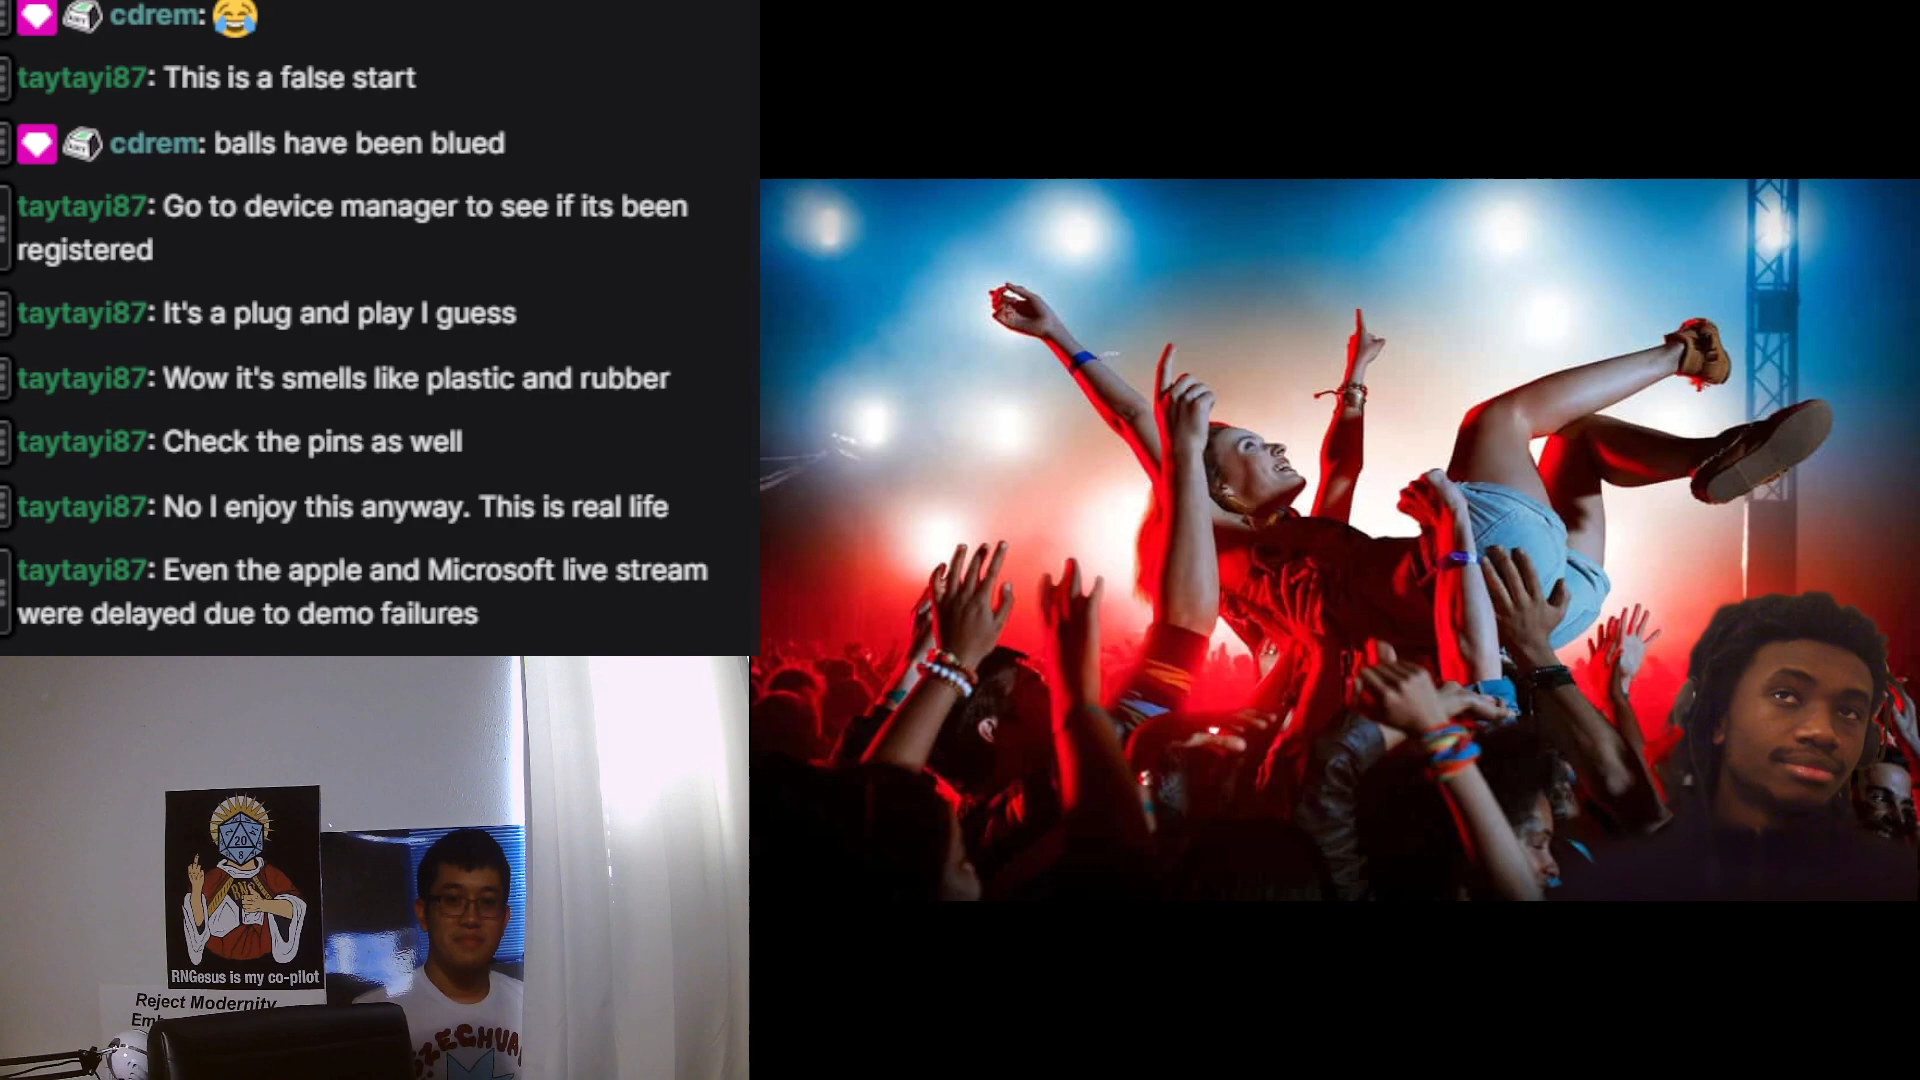 cdrem: 😂
taytayi87: This is a false start
cdrem: balls have been blued
taytayi87: Go to device manager to see if its been
registered
taytayi87: It's a plug and play I guess
taytayi87: Wow it's smells like plastic and rubber
taytayi87: Check the pins as well
taytayi87: No I enjoy this anyway. This is real life
taytayi87: Even the apple and Microsoft live stream
were delayed due to demo failures
20
8
RNGesus is my co-pilot
Reject Modernity